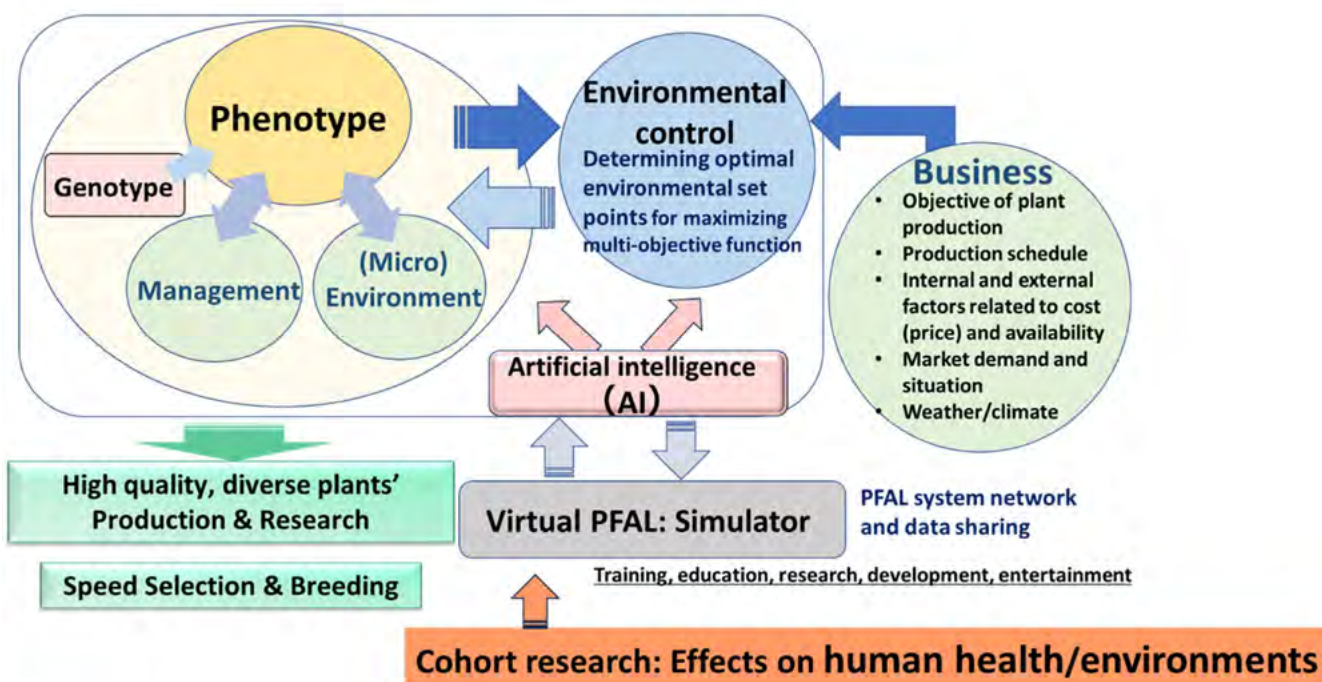 Phenotype
Genotype
Management
(Micro)
Environment
Environmental
control
Determining optimal
environmental set
points for maximizing
multi-objective function
Business
• Objective of plant
production
• Production schedule
• Internal and external
factors related to cost
(price) and availability
• Market demand and
situation
• Weather/climate
Artificial intelligence
(AI)
High quality, diverse plants’
Production & Research
Speed Selection & Breeding
Virtual PFAL: Simulator
PFAL system network
and data sharing
Training, education, research, development, entertainment
Cohort research: Effects on human health/environments